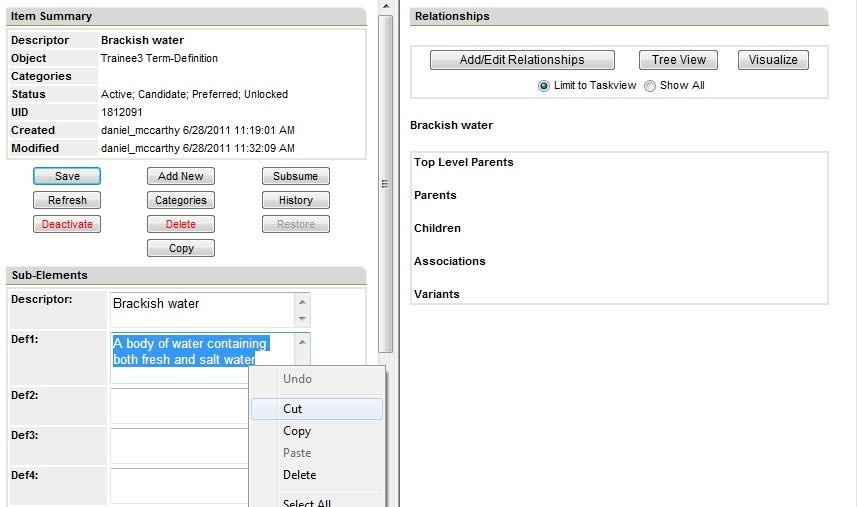 Item Summary
Descriptor Brackish water
Object Trainee3 Term-Definition
Categories
Status Active; Candidate; Preferred; Unlocked
UID 1812091
Created daniel_mccarthy 6/28/2011 11:19:01 AM
Modified daniel_mccarthy 6/28/2011 11:32:09 AM
Save Add New Subsume
Refresh Categories History
Deactivate Delete Restore
Copy
Sub-Elements
Descriptor: Brackish water
Def1: A body of water containing
both fresh and salt water
Def2:
Def3:
Def4:
Undo
Cut
Copy
Paste
Delete
Select All
Relationships
Add/Edit Relationships Tree View Visualize
Limit to Taskview Show All
Brackish water
Top Level Parents
Parents
Children
Associations
Variants